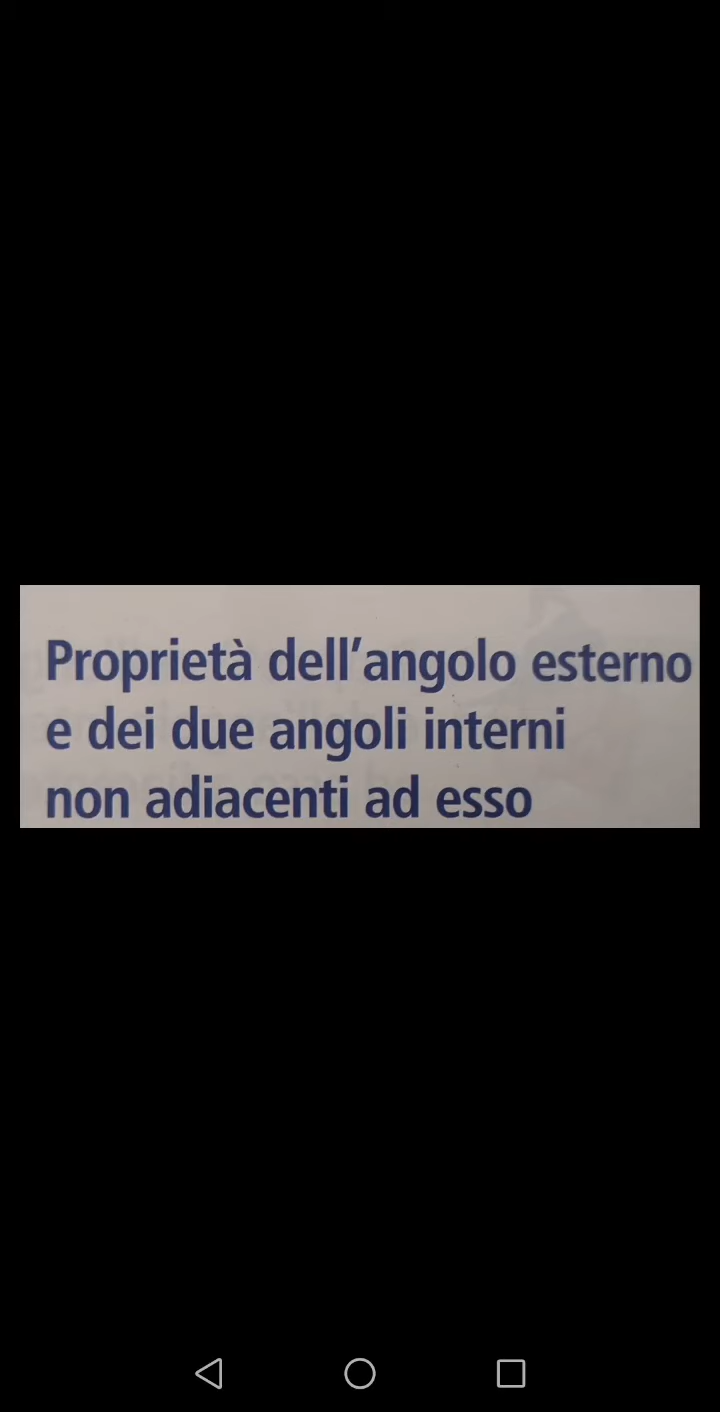 Proprietà dell'angolo esterno
e dei due angoli interni
non adiacenti ad esso